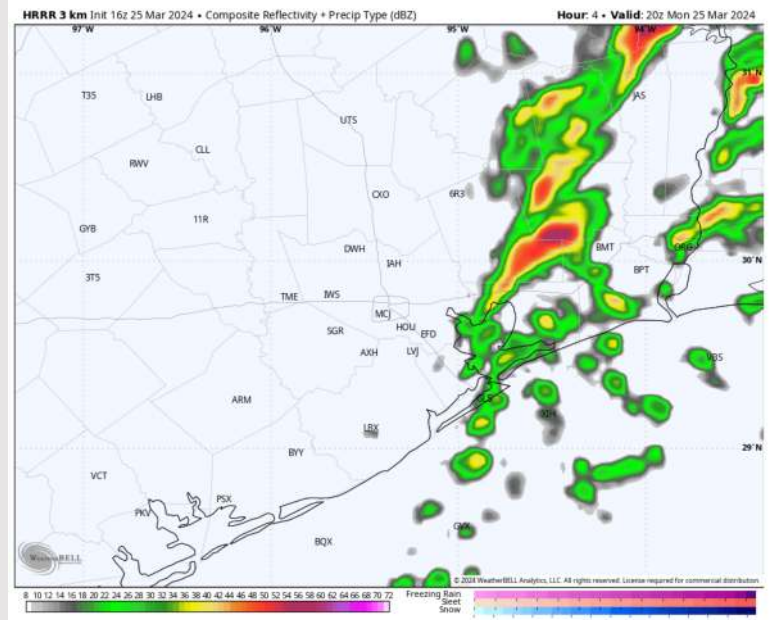 HRRR 3 km Init 16z 25 Mar 2024 • Composite Reflectivity + Precip Type (dBZ) Hour: 4 • Valid: 20z Mon 25 Mar 2024
97°W 96°W 95°W 94°W
31°N
T35 LHB JAS
UTS
CLL
RWV
CXO 6R3
11R
GYB
DWH BMT ORG
IAH 30°N
3T5 BPT
TME IWS
MCJ
SGR HOU EFD
AXH LVJ VBS
ARM GLS
XIH
LBX
29°N
BYY
VCT
PSX
PKV
GVX
BQX
WeatherBELL
© 2024 WeatherBELL Analytics, LLC. All rights reserved. License required for commercial distribution.
8 10 12 14 16 18 20 22 24 26 28 30 32 34 36 38 40 42 44 46 48 50 52 54 56 58 60 62 64 66 68 70 72
Freezing Rain
Sleet
Snow